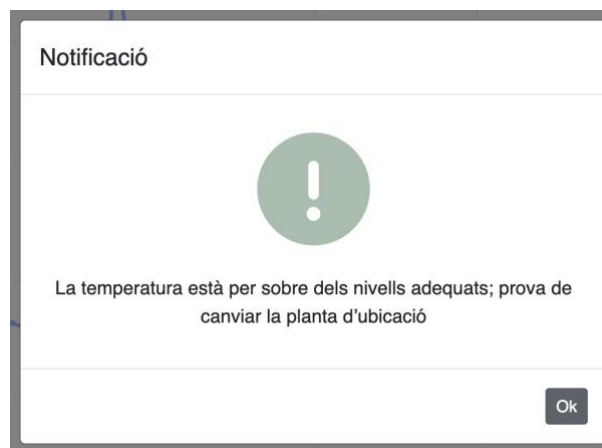 Notificació
La temperatura està per sobre dels nivells adequats; prova de
canviar la planta d’ubicació
Ok